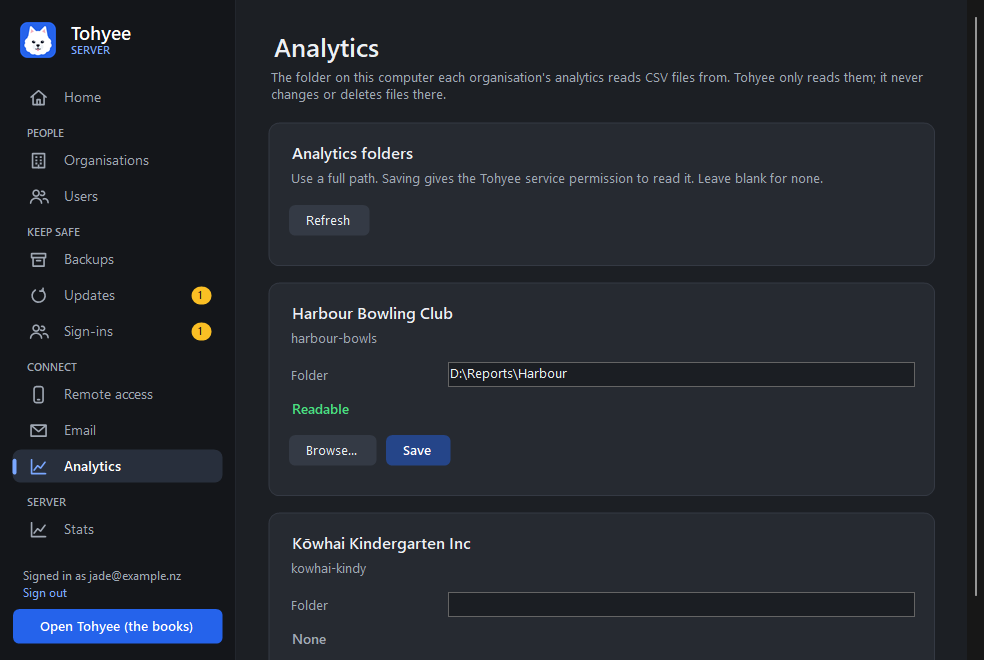 Tohyee
SERVER
Home
PEOPLE
Organisations
Users
KEEP SAFE
Backups
Updates 1
Sign-ins 1
CONNECT
Remote access
Email
Analytics
SERVER
Stats
Signed in as jade@example.nz
Sign out
Open Tohyee (the books)
Analytics
The folder on this computer each organisation's analytics reads CSV files from. Tohyee only reads them; it never
changes or deletes files there.
Analytics folders
Use a full path. Saving gives the Tohyee service permission to read it. Leave blank for none.
Refresh
Harbour Bowling Club
harbour-bowls
Folder D:\Reports\Harbour
Readable
Browse... Save
Kōwhai Kindergarten Inc
kowhai-kindy
Folder
None